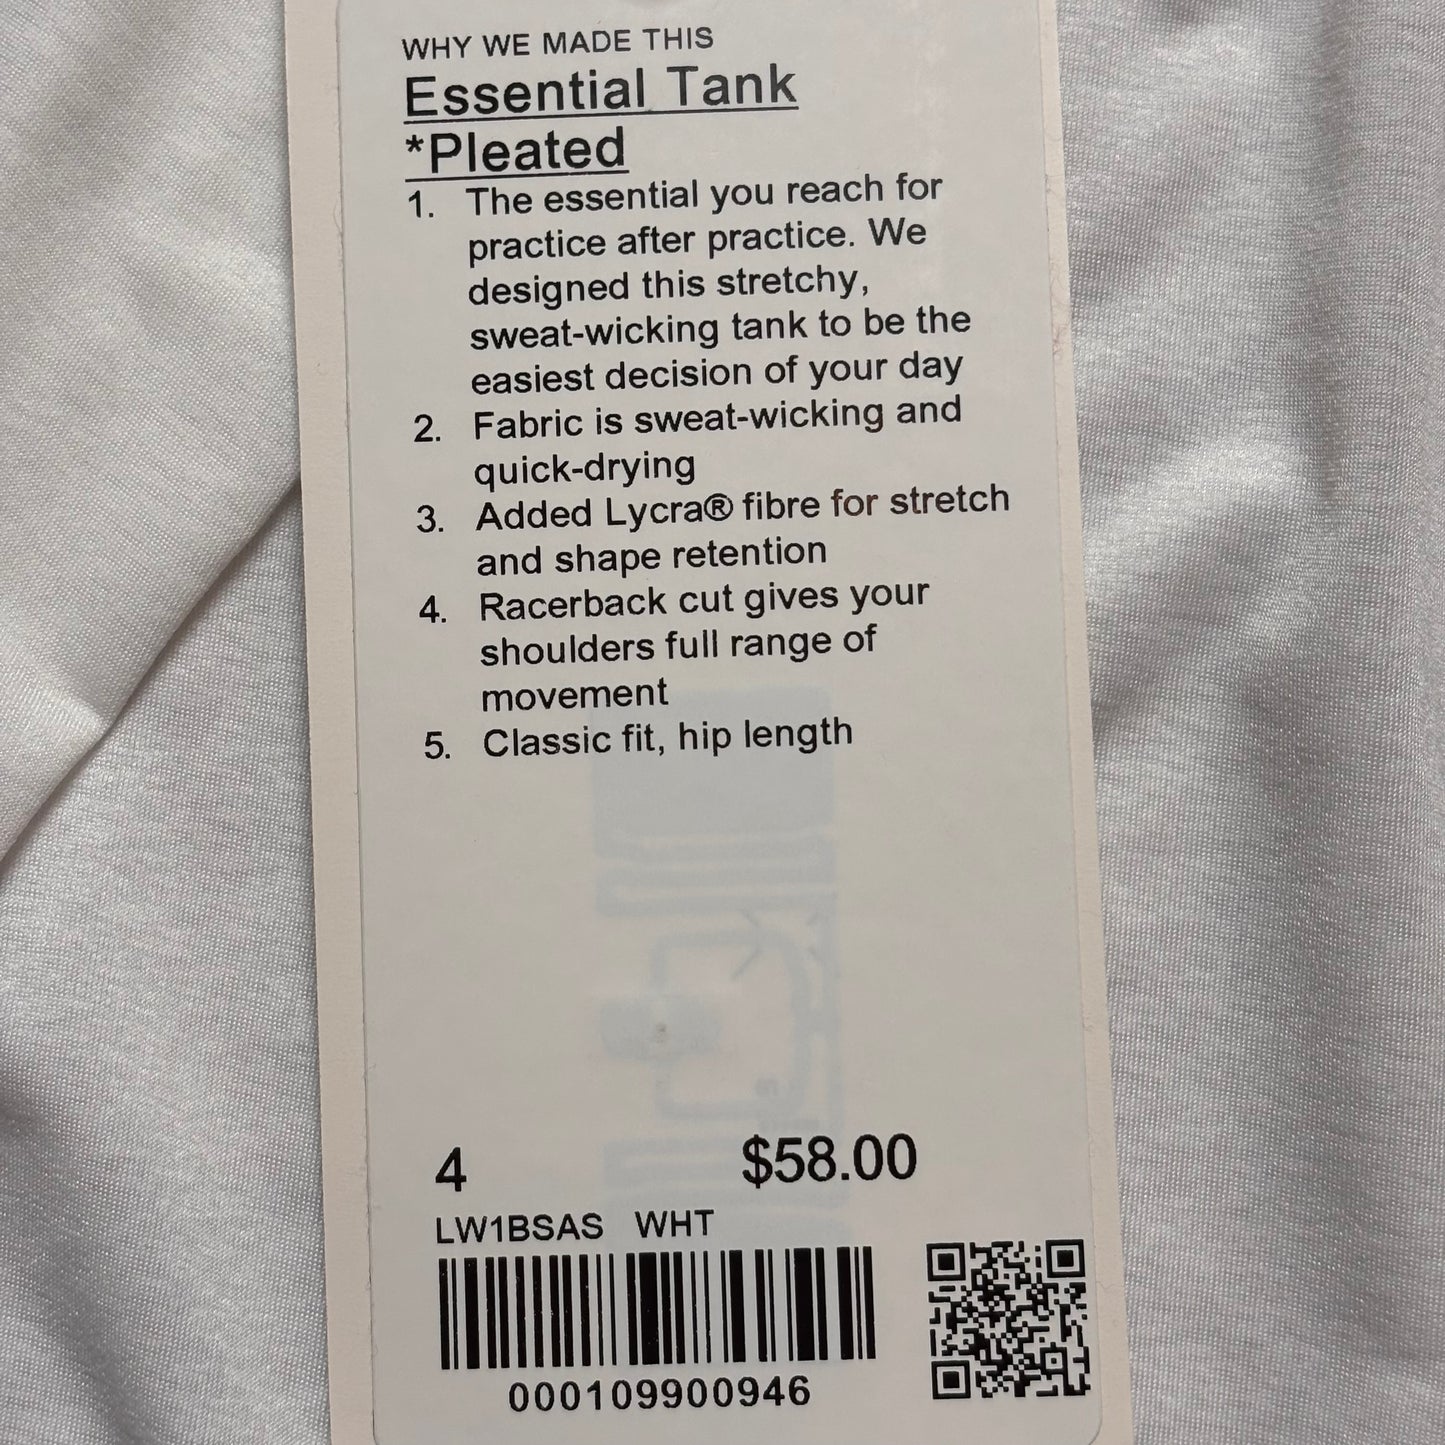 WHY WE MADE THIS
Essential Tank
*Pleated
1. The essential you reach for
practice after practice. We
designed this stretchy,
sweat-wicking tank to be the
easiest decision of your day
2. Fabric is sweat-wicking and
quick-drying
3. Added Lycra® fibre for stretch
and shape retention
4. Racerback cut gives your
shoulders full range of
movement
5. Classic fit, hip length
4 $58.00
LW1BSAS WHT
000109900946